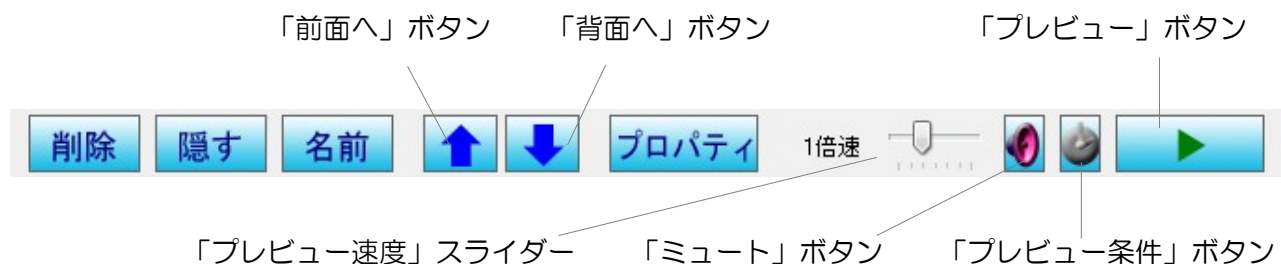 「前面へ」ボタン 「背面へ」ボタン 「プレビュー」ボタン
削除 隠す 名前 プロパティ 1倍速
「プレビュー速度」スライダー 「ミュート」ボタン 「プレビュー条件」ボタン